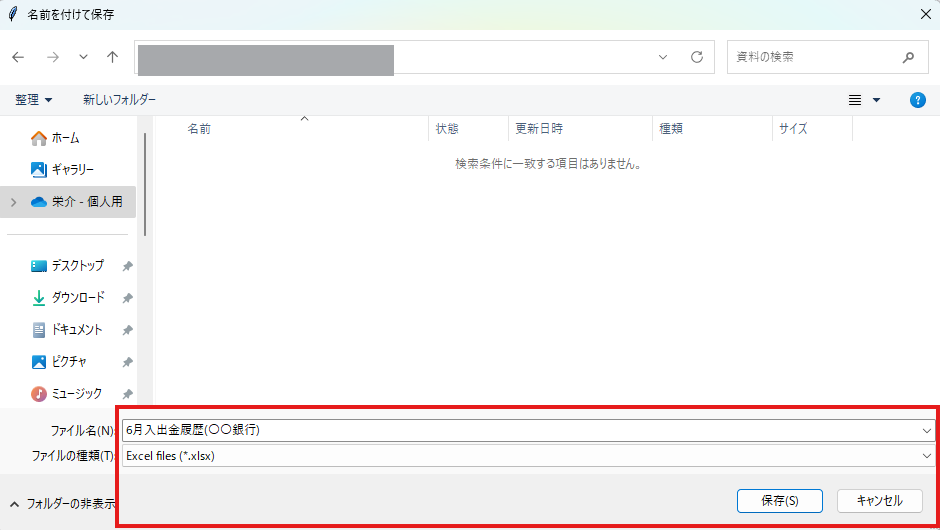 名前を付けて保存
資料の検索
整理 新しいフォルダー
名前 状態 更新日時 種類 サイズ
検索条件に一致する項目はありません。
ホーム
ギャラリー
栄介 - 個人用
デスクトップ
ダウンロード
ドキュメント
ピクチャ
ミュージック
ファイル名(N): 6月入出金履歴(〇〇銀行)
ファイルの種類(T): Excel files (*.xlsx)
フォルダーの非表示 保存(S) キャンセル